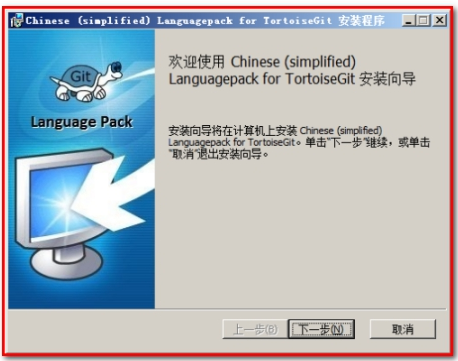 Chinese (simplified) Languagepack for TortoiseGit 安装程序
Git
Language Pack
欢迎使用 Chinese (simplified)
Languagepack for TortoiseGit 安装向导
安装向导将在计算机上安装 Chinese (simplified)
Languagepack for TortoiseGit。单击"下一步"继续，或单击
"取消"退出安装向导。
上一步(B)
下一步(N)
取消